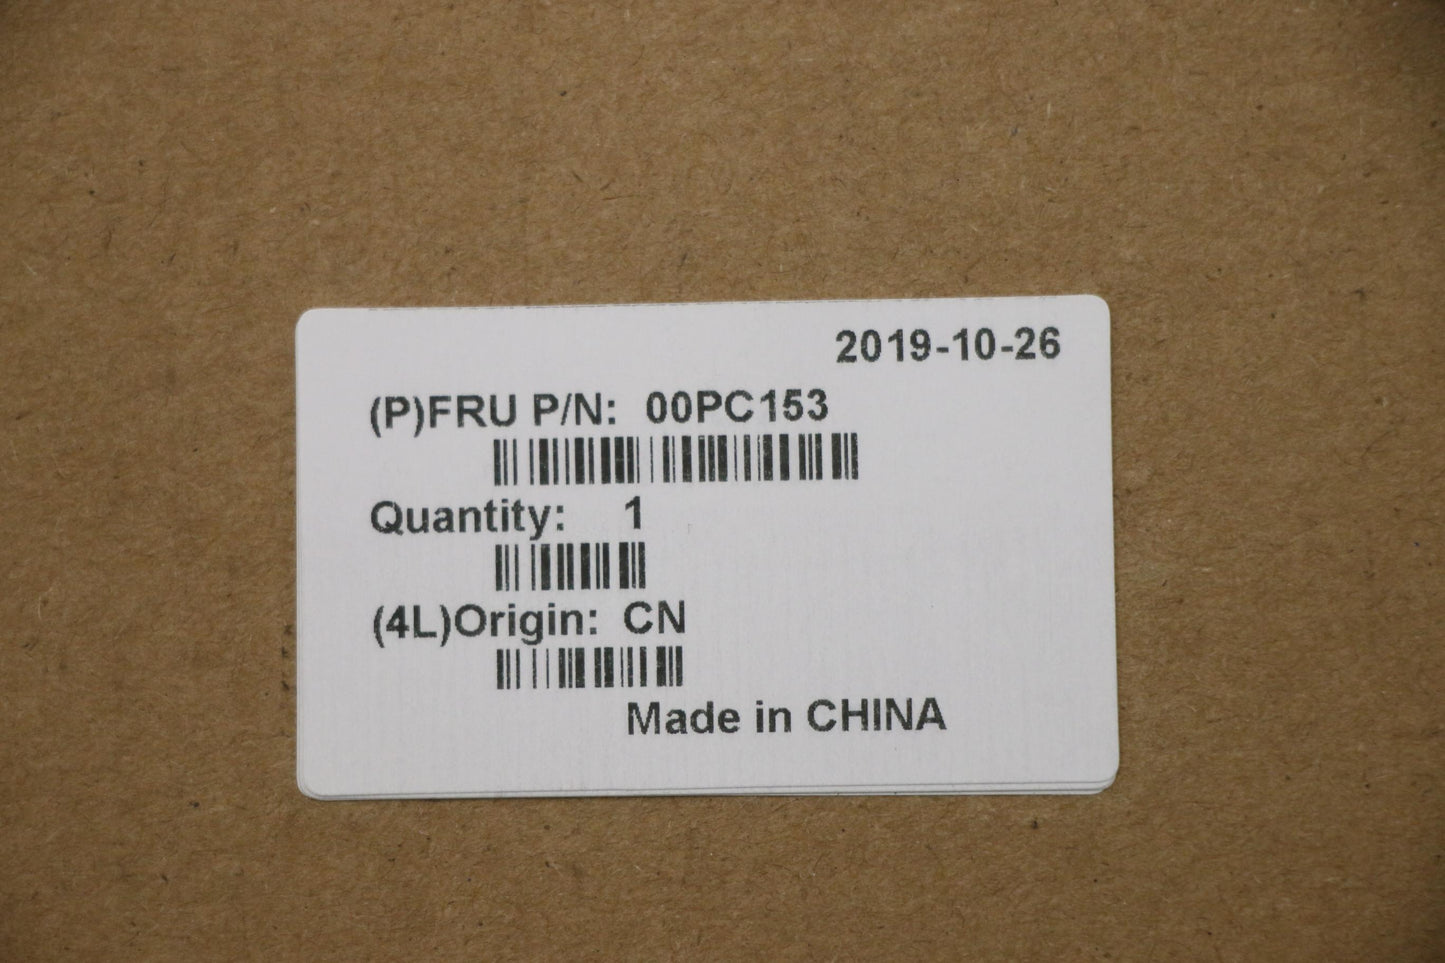 2019-10-26
(P)FRU P/N: 00PC153
Quantity: 1
(4L)Origin: CN
Made in CHINA